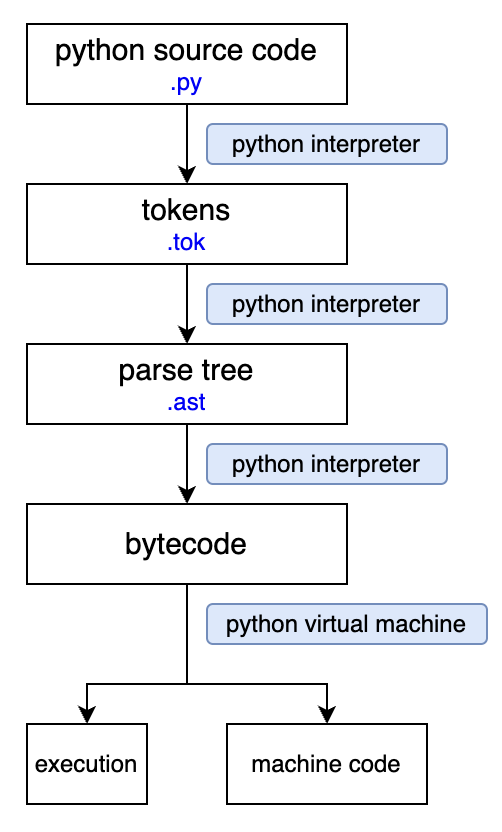 python source code
.py
python interpreter
tokens
.tok
python interpreter
parse tree
.ast
python interpreter
bytecode
python virtual machine
execution
machine code